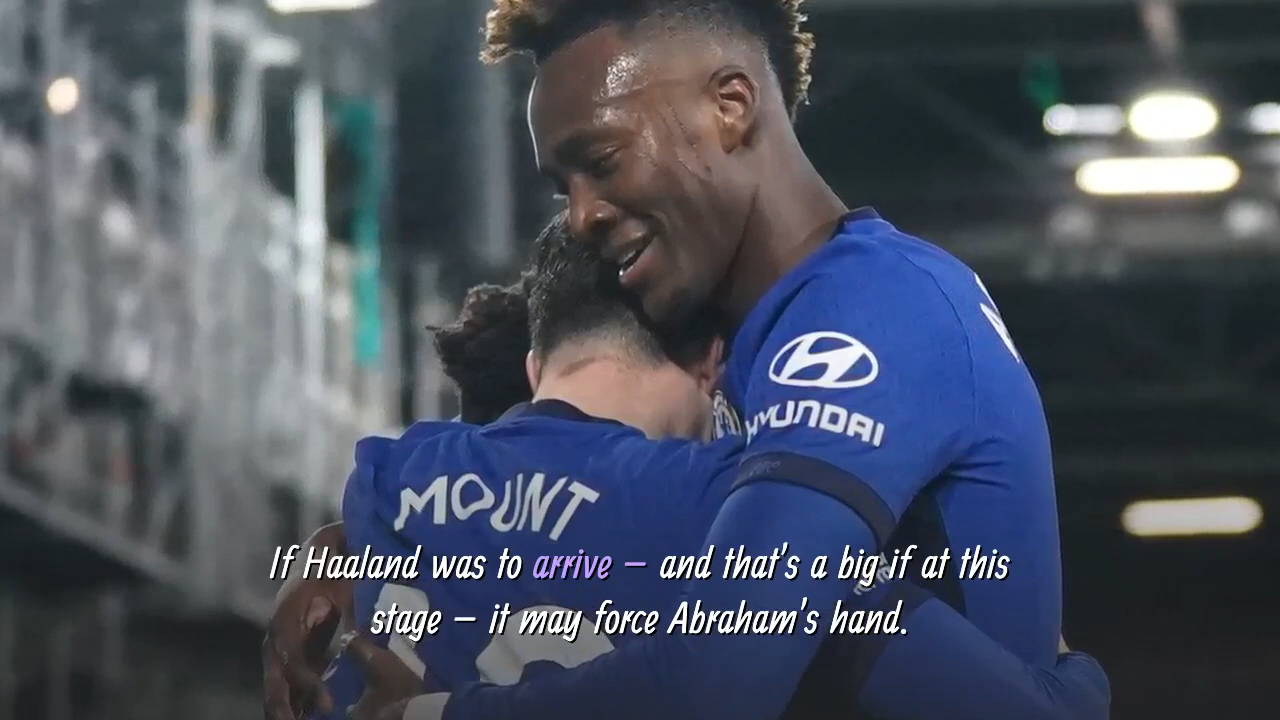 HYUNDAI
MOUNT
If Haaland was to arrive – and that's a big if at this
stage – it may force Abraham's hand.